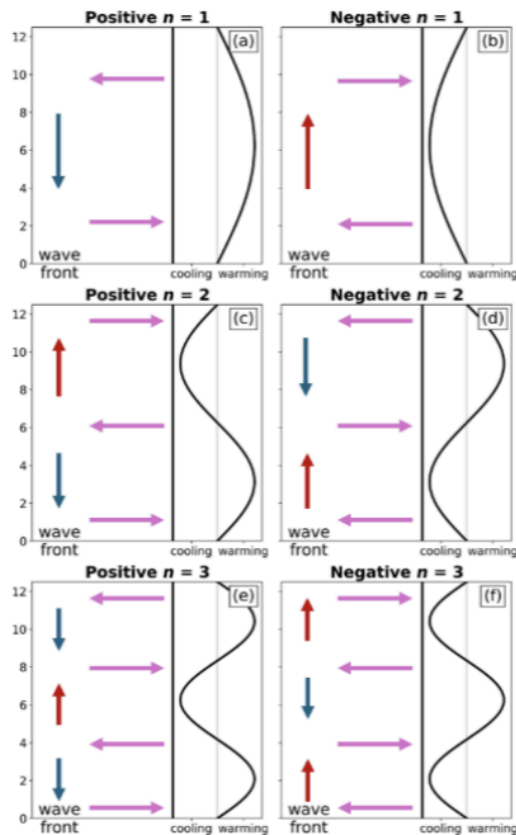 Positive n = 1
Negative n = 1
(a)
(b)
12
10
8
6
4
2
0
wave
front
cooling
warming
wave
front
cooling
warming
Positive n = 2
Negative n = 2
(c)
(d)
12
10
8
6
4
2
0
wave
front
cooling
warming
wave
front
cooling
warming
Positive n = 3
Negative n = 3
(e)
(f)
12
10
8
6
4
2
0
wave
front
cooling
warming
wave
front
cooling
warming